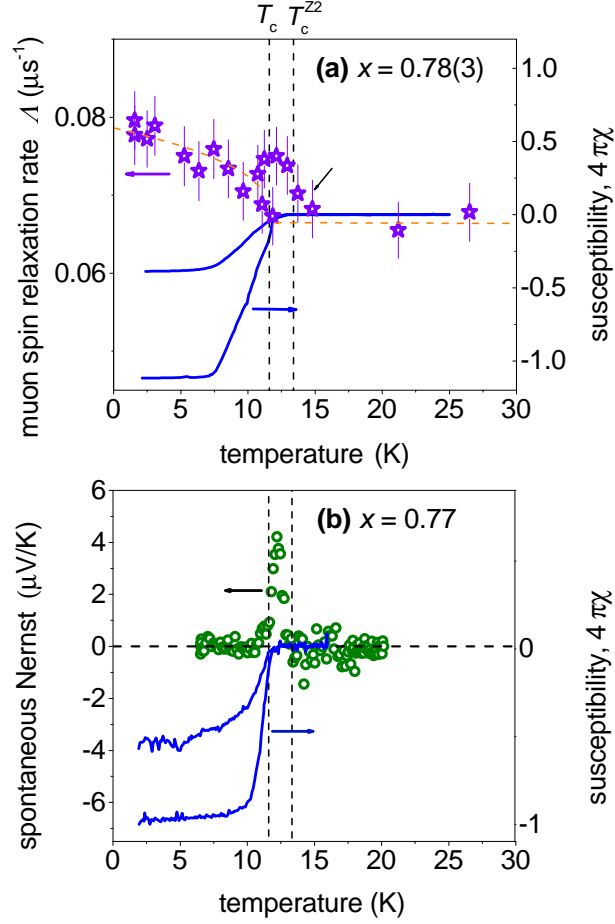 T_c T_c^Z2
(a) x = 0.78(3)
muon spin relaxation rate Λ (μs⁻¹)
0.08
0.06
1.0
0.5
0.0
-0.5
-1.0
susceptibility, 4πχ
0 5 10 15 20 25 30
temperature (K)
(b) x = 0.77
spontaneous Nernst (μV/K)
6
4
2
0
-2
-4
-6
0
-1
susceptibility, 4πχ
0 5 10 15 20 25 30
temperature (K)